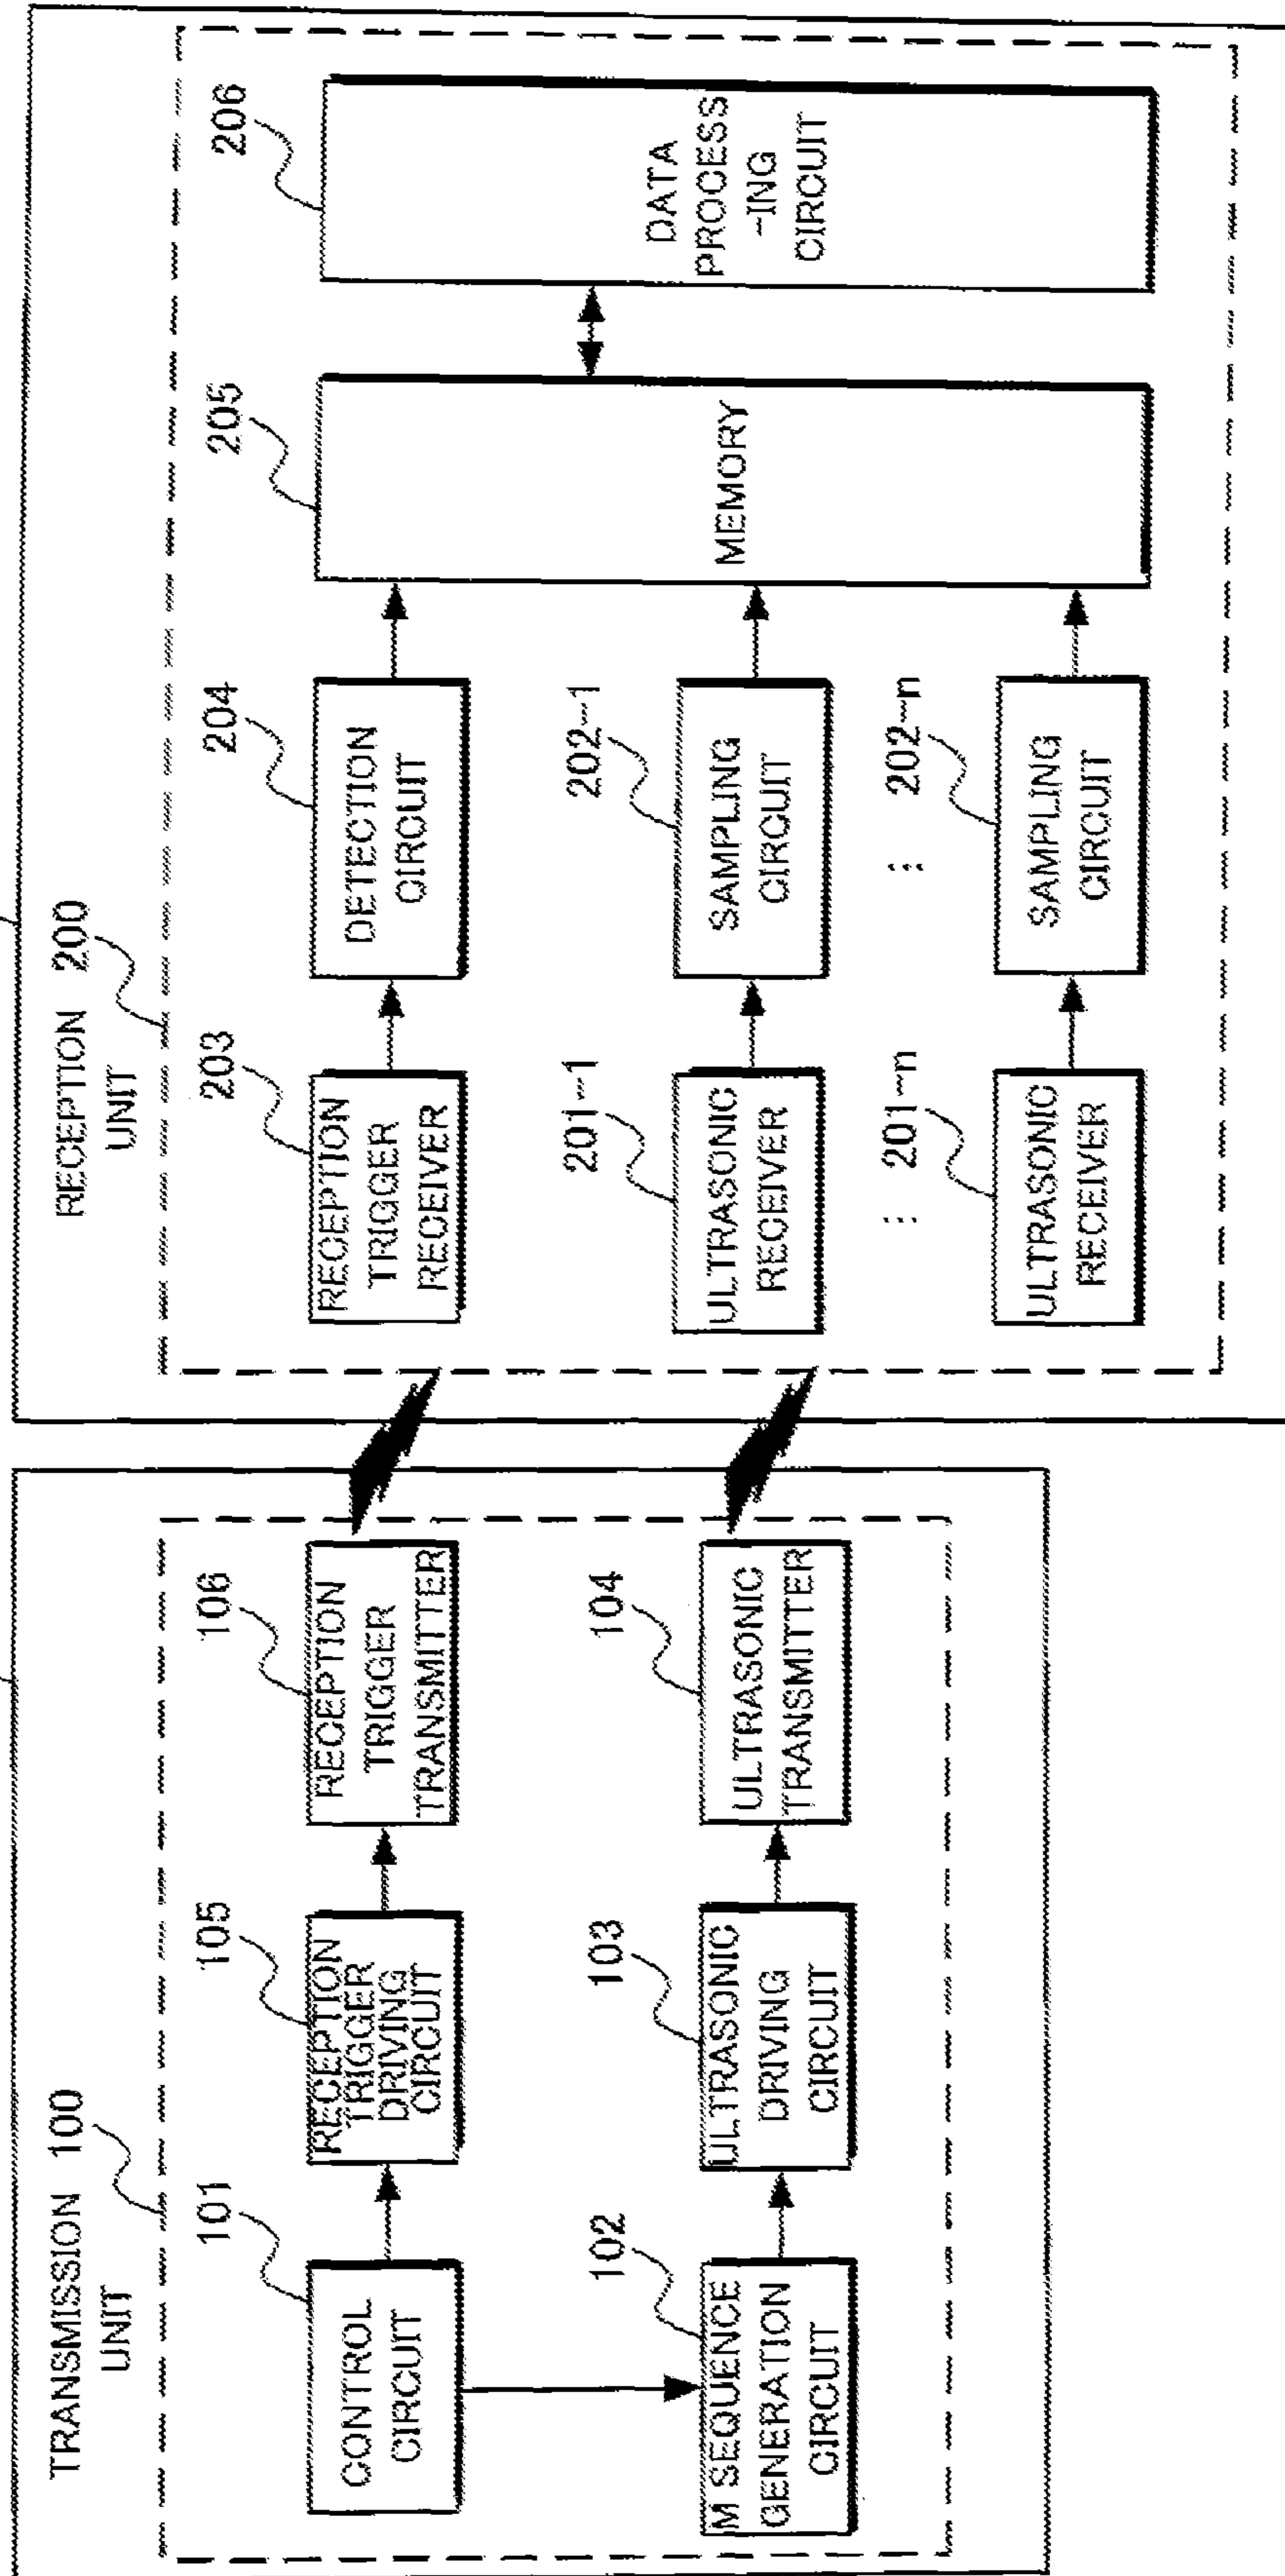 TRANSMISSION 100
UNIT
101
CONTROL
CIRCUIT
105
RECEPTION
TRIGGER
DRIVING
CIRCUIT
106
RECEPTION
TRIGGER
TRANSMITTER
102
M SEQUENCE
GENERATION
CIRCUIT
103
ULTRASONIC
DRIVING
CIRCUIT
104
ULTRASONIC
TRANSMITTER
RECEPTION 200
UNIT
203
RECEPTION
TRIGGER
RECEIVER
204
DETECTION
CIRCUIT
205
MEMORY
206
DATA
PROCESS
-ING
CIRCUIT
201-1
ULTRASONIC
RECEIVER
202-1
SAMPLING
CIRCUIT
201-n
ULTRASONIC
RECEIVER
202-n
SAMPLING
CIRCUIT